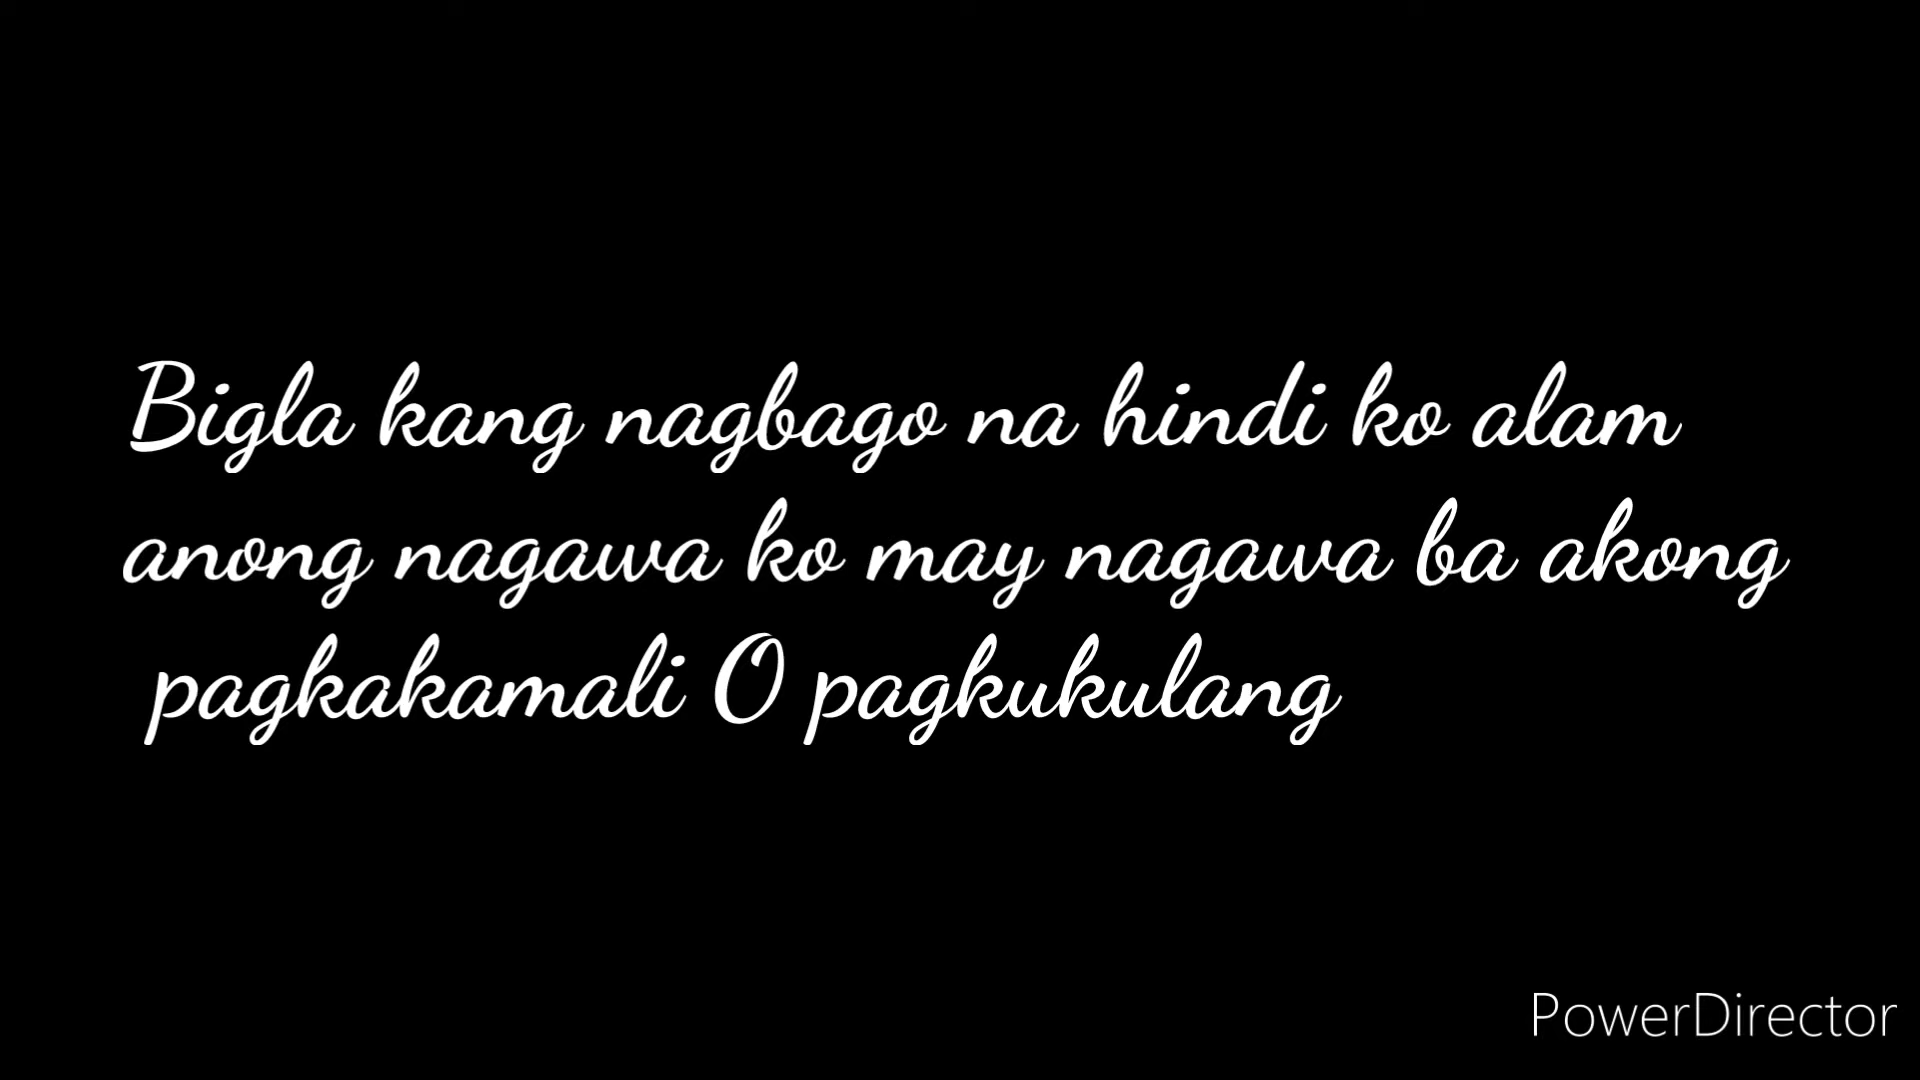 Bigla kang nagbago na hindi ko alam
anong nagawa ko may nagawa ba akong
pagkakamali O pagkukulang
PowerDirector